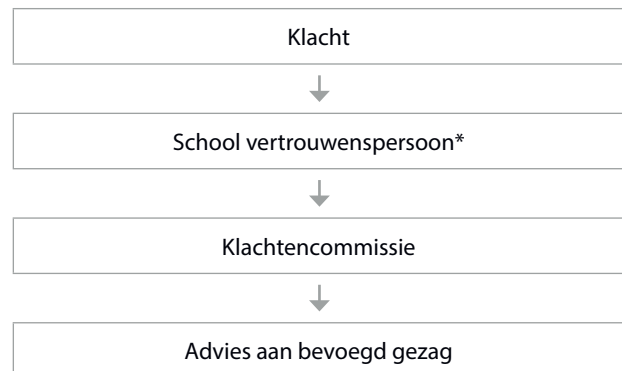 Klacht
School vertrouwenspersoon*
Klachtencommissie
Advies aan bevoegd gezag